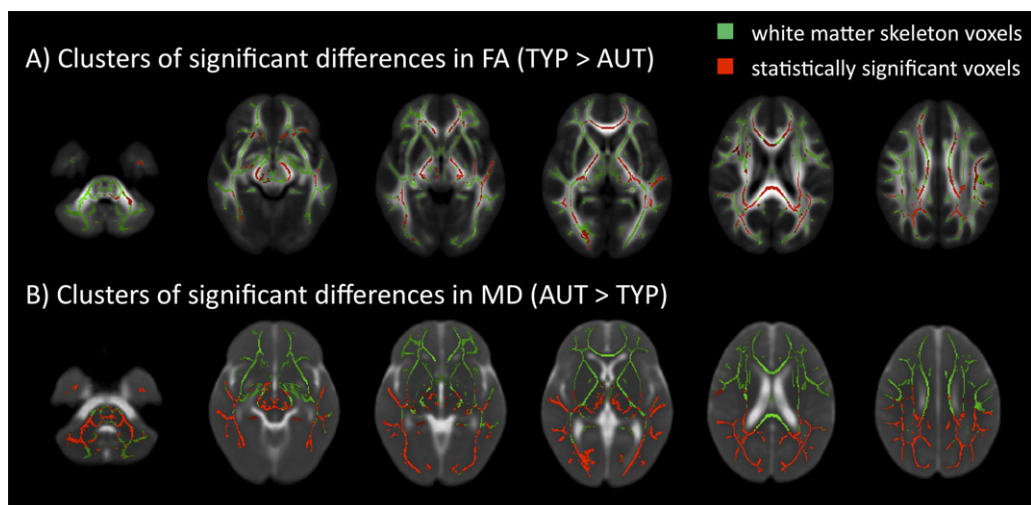 white matter skeleton voxels
A) Clusters of significant differences in FA (TYP > AUT)
statistically significant voxels
B) Clusters of significant differences in MD (AUT > TYP)